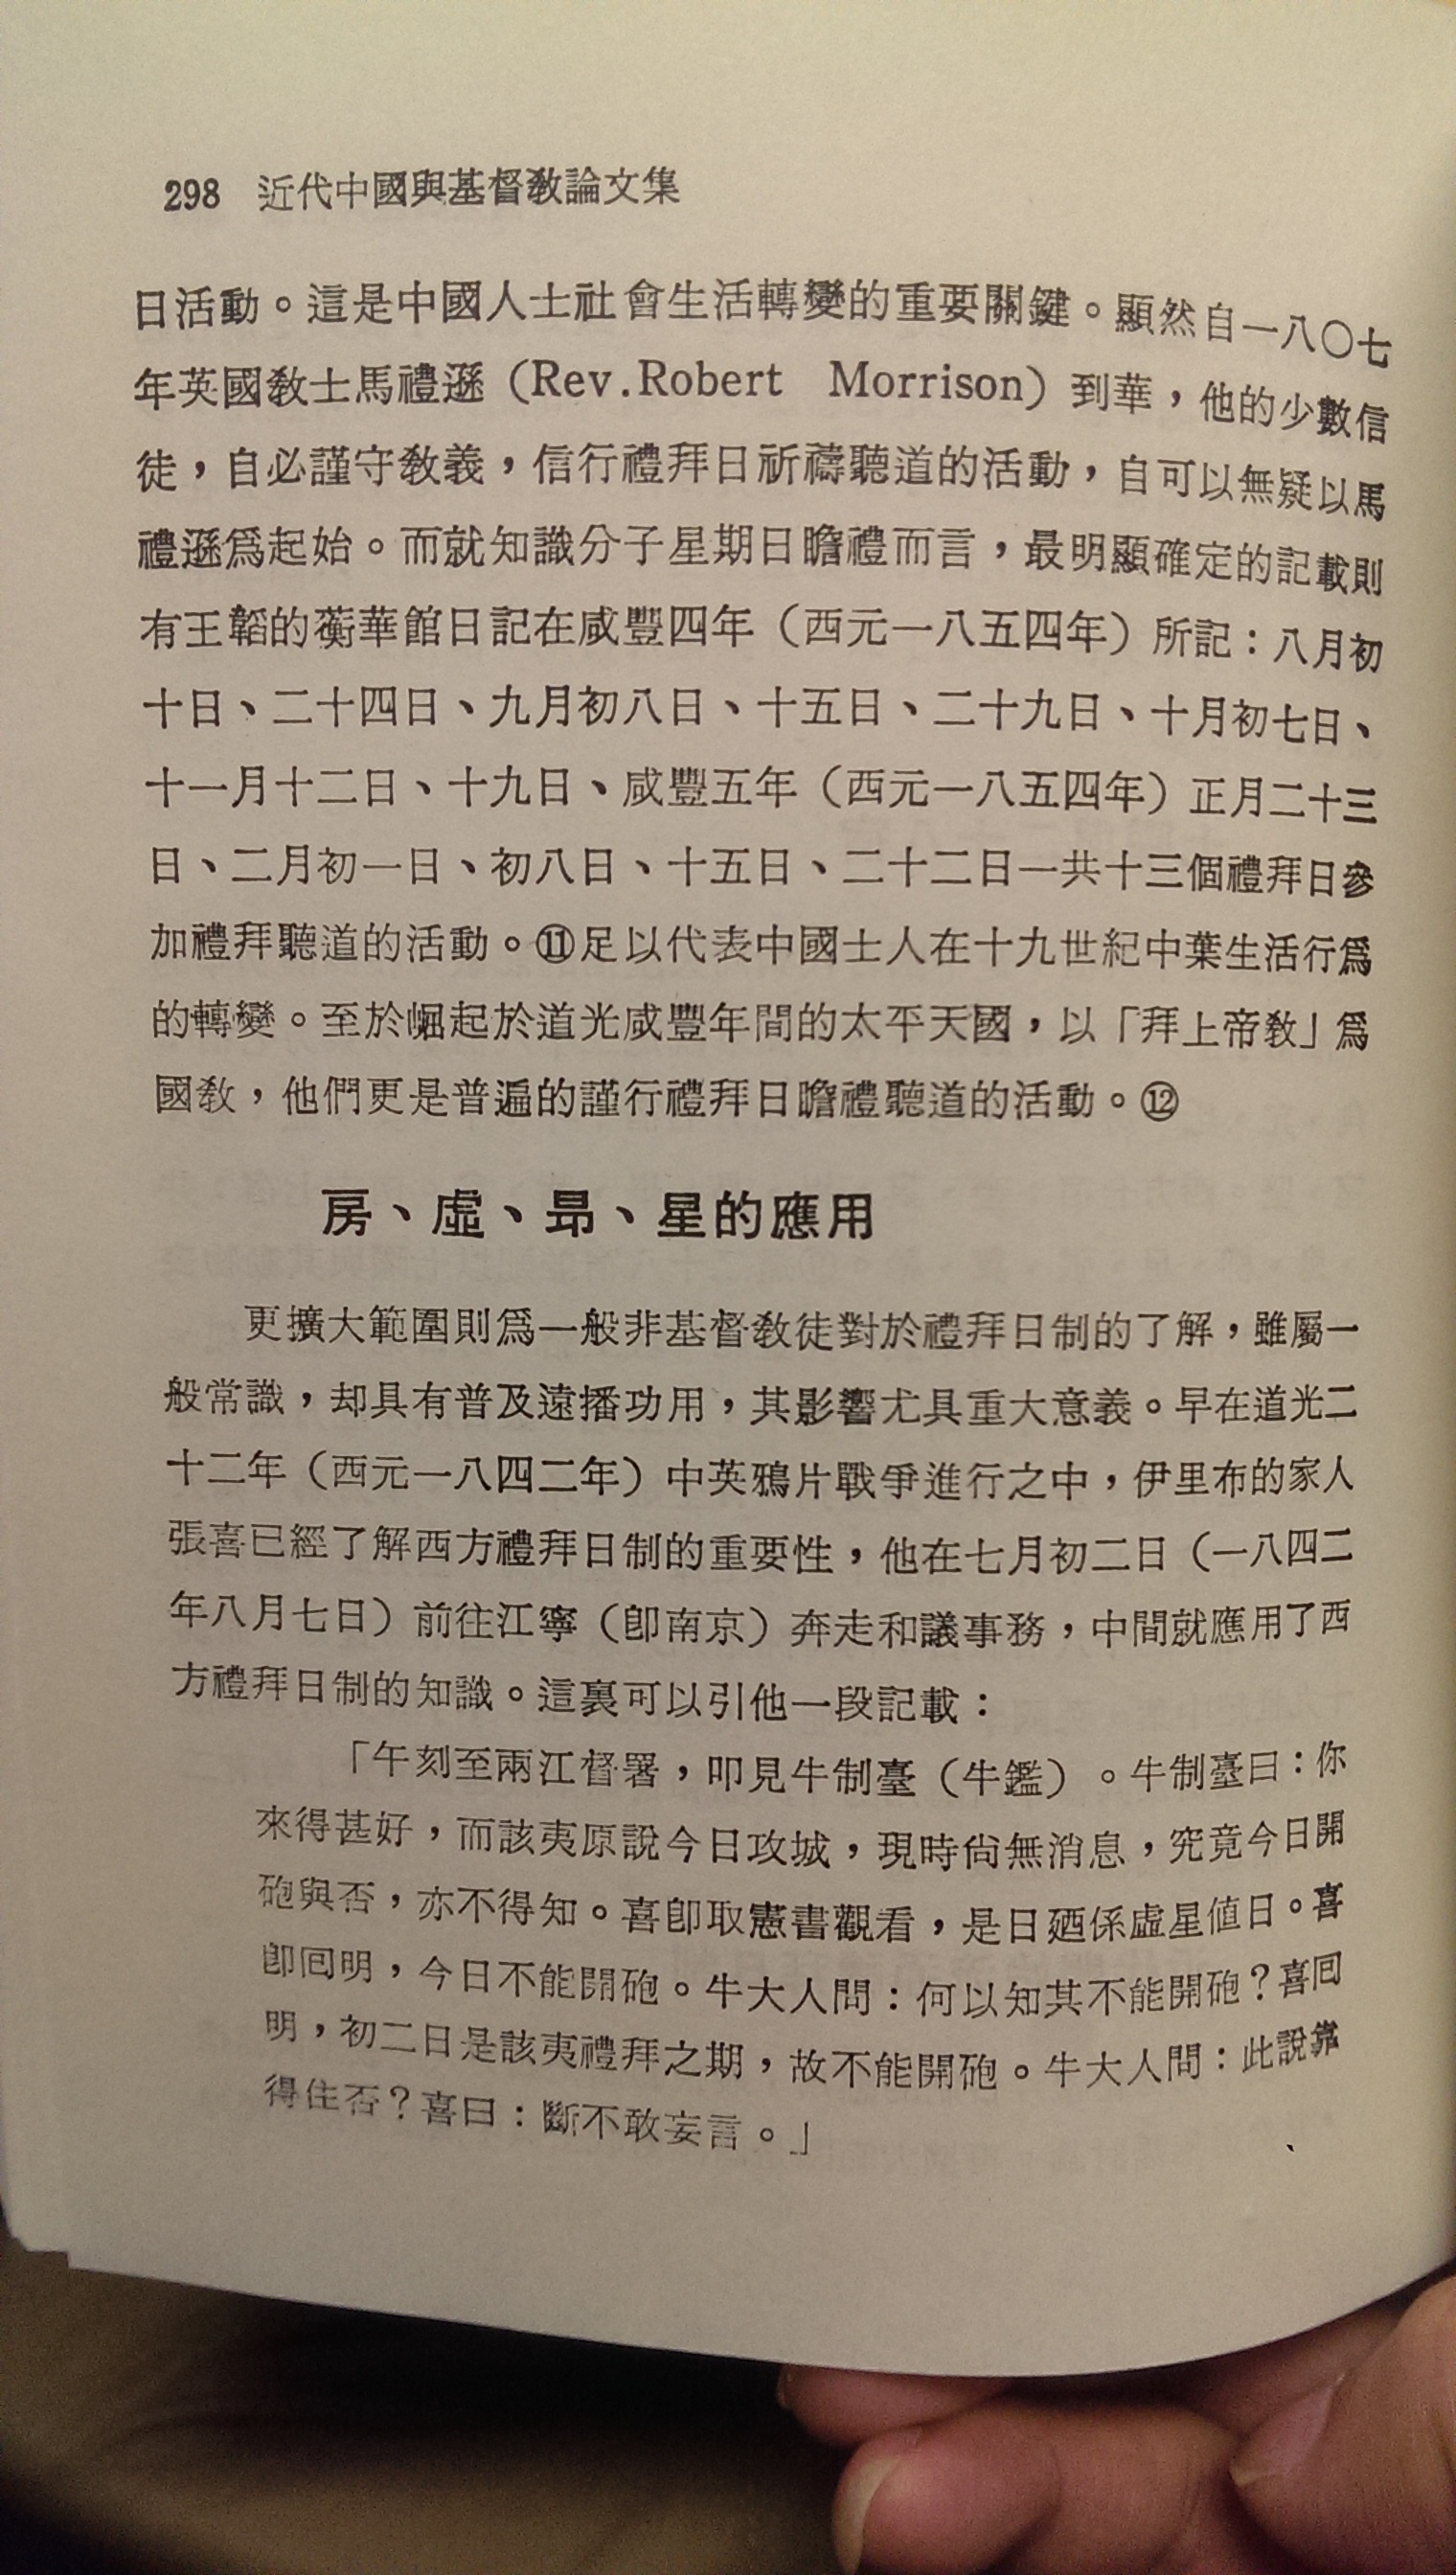 298 近代中國與基督敎論文集
日活動。這是中國人士社會生活轉變的重要關鍵。顯然自一八〇七
年英國敎士馬禮遜（Rev.Robert Morrison）到華，他的少數信
徒，自必謹守敎義，信行禮拜日祈禱聽道的活動，自可以無疑以馬
禮遜爲起始。而就知識分子星期日瞻禮而言，最明顯確定的記載則
有王韜的蘅華館日記在咸豐四年（西元一八五四年）所記：八月初
十日、二十四日、九月初八日、十五日、二十九日、十月初七日、
十一月十二日、十九日、咸豐五年（西元一八五四年）正月二十三
日、二月初一日、初八日、十五日、二十二日一共十三個禮拜日參
加禮拜聽道的活動。⑪足以代表中國士人在十九世紀中葉生活行爲
的轉變。至於崛起於道光咸豐年間的太平天國，以「拜上帝敎」爲
國敎，他們更是普遍的謹行禮拜日瞻禮聽道的活動。⑫
房、虛、昴、星的應用
更擴大範圍則爲一般非基督敎徒對於禮拜日制的了解，雖屬一
般常識，却具有普及遠播功用，其影響尤具重大意義。早在道光二
十二年（西元一八四二年）中英鴉片戰爭進行之中，伊里布的家人
張喜已經了解西方禮拜日制的重要性，他在七月初二日（一八四二
年八月七日）前往江寧（卽南京）奔走和議事務，中間就應用了西
方禮拜日制的知識。這裏可以引他一段記載：
「午刻至兩江督署，叩見牛制臺（牛鑑）。牛制臺曰：你
來得甚好，而該夷原說今日攻城，現時尙無消息，究竟今日開
砲與否，亦不得知。喜卽取憲書觀看，是日廼係虛星値日。喜
卽回明，今日不能開砲。牛大人問：何以知其不能開砲？喜回
明，初二日是該夷禮拜之期，故不能開砲。牛大人問：此說靠
得住否？喜曰：斷不敢妄言。」